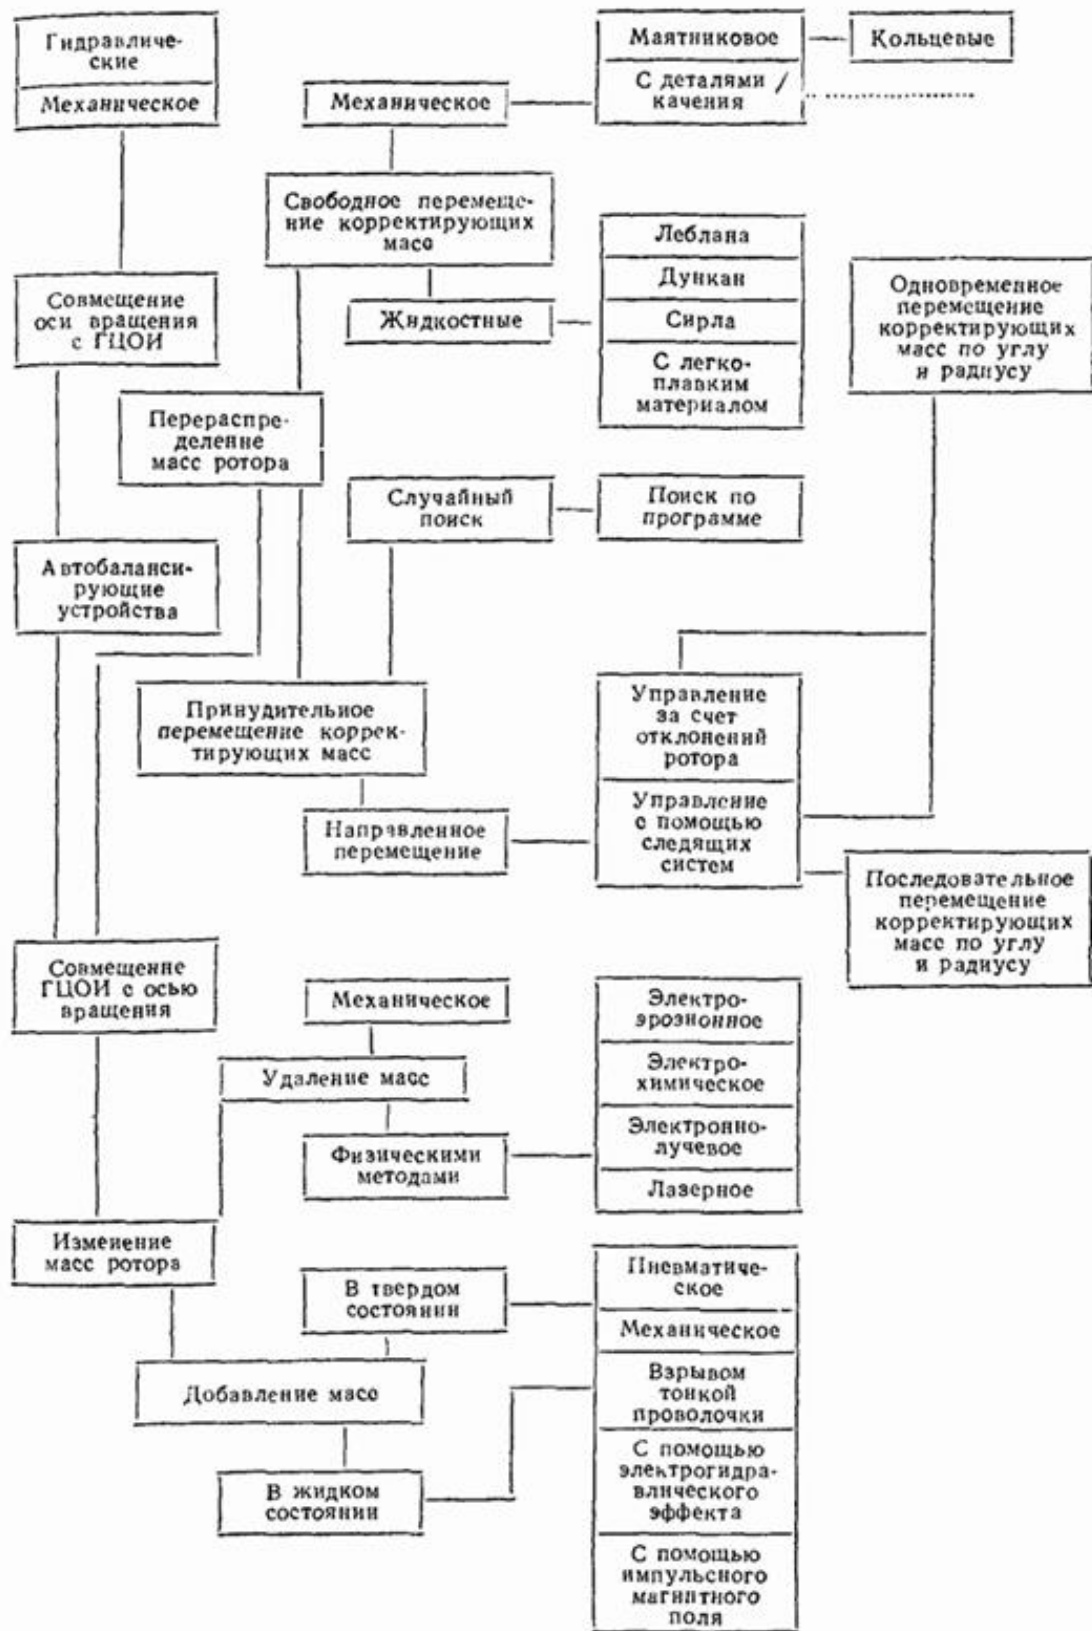 Гидравличе-
ские
Механическое
Механическое
Маятниковое
С деталями /
качения
Кольцевые
Свободное перемеще-
ние корректирующих
масс
Совмещение
оси вращения
с ГЦОИ
Жидкостные
Леблана
Дункан
Сирла
С легко-
плавким
материалом
Одновременное
перемещение
корректирующих
масс по углу
и радиусу
Перераспре-
деление
масс ротора
Случайный
поиск
Поиск по
программе
Автобаланси-
рующие
устройства
Принудительное
перемещение коррек-
тирующих масс
Управление
за счет
отклонений
ротора
Управление
с помощью
следящих
систем
Направленное
перемещение
Последовательное
перемещение
корректирующих
масс по углу
и радиусу
Совмещение
ГЦОИ с осью
вращения
Механическое
Удаление масс
Физическими
методами
Электро-
эрозионное
Электро-
химическое
Электронно-
лучевое
Лазерное
Изменение
масс ротора
В твердом
состоянии
Добавление масс
В жидком
состоянии
Пневматиче-
ское
Механическое
Взрывом
тонкой
проволочки
С помощью
электрогидра-
влического
эффекта
С помощью
импульсного
магнитного
поля